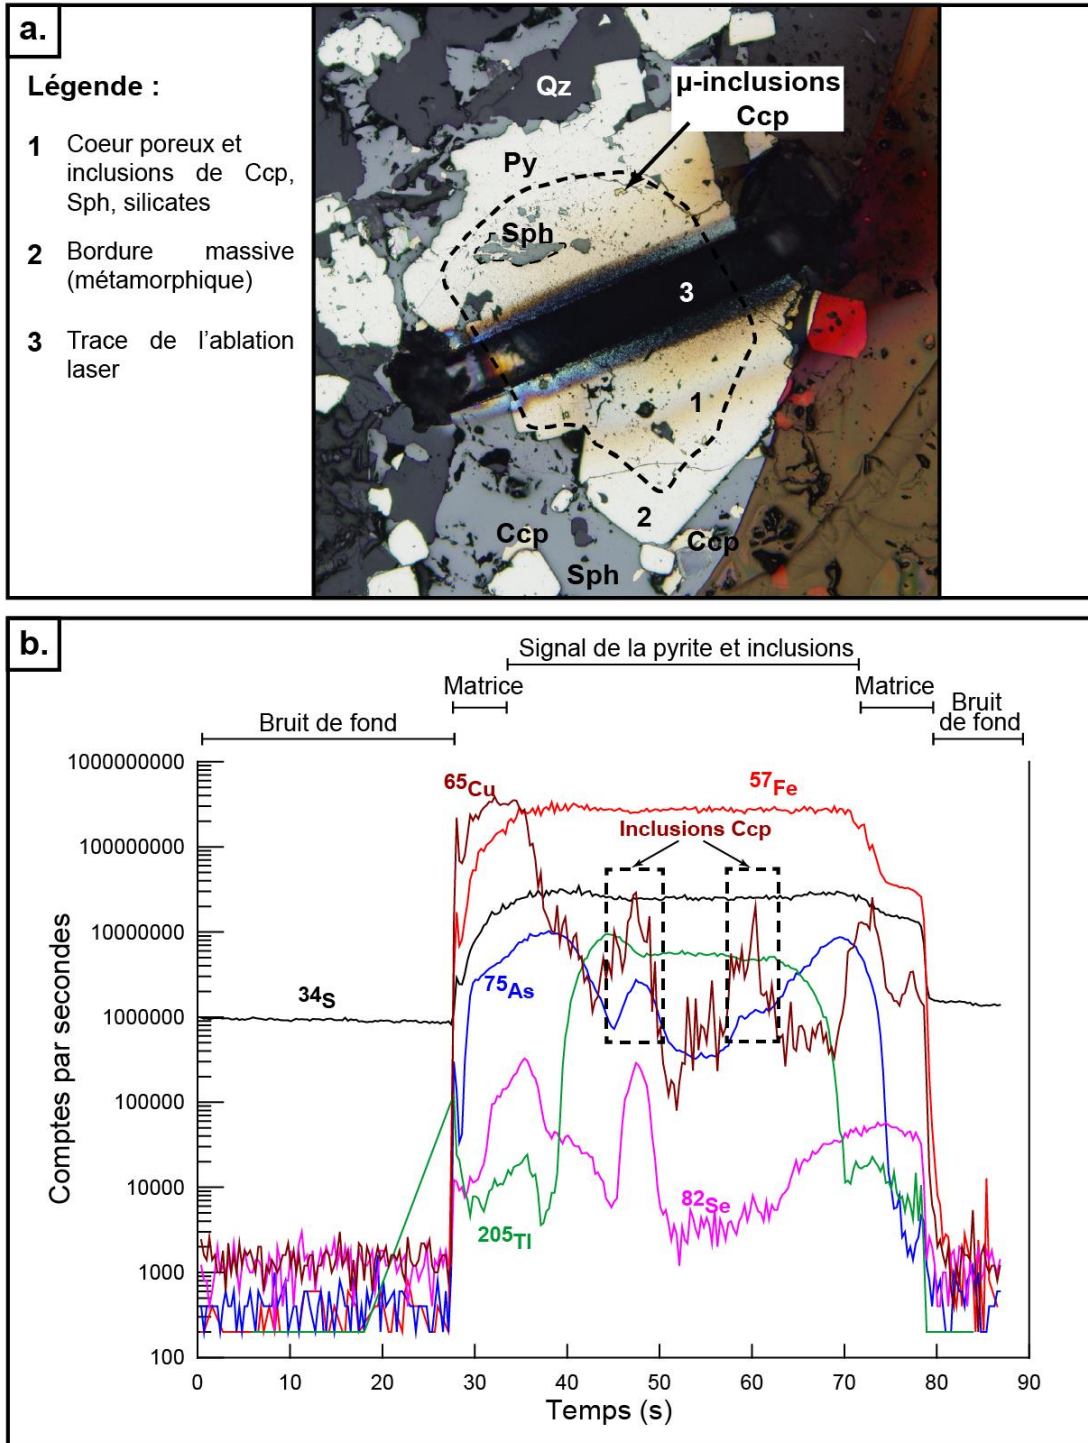 a.
Légende :
1 Coeur poreux et
inclusions de Ccp,
Sph, silicates
2 Bordure massive
(métamorphique)
3 Trace de l'ablation
laser
Qz
µ-inclusions
Ccp
Py
Sph
3
1
2
Ccp
Ccp
Sph
b.
Signal de la pyrite et inclusions
Matrice
Matrice
Bruit de fond
Bruit
de fond
Comptes par secondes
1000000000
100000000
10000000
1000000
100000
10000
1000
100
65Cu
57Fe
Inclusions Ccp
34S
75As
82Se
205Tl
0 10 20 30 40 50 60 70 80 90
Temps (s)